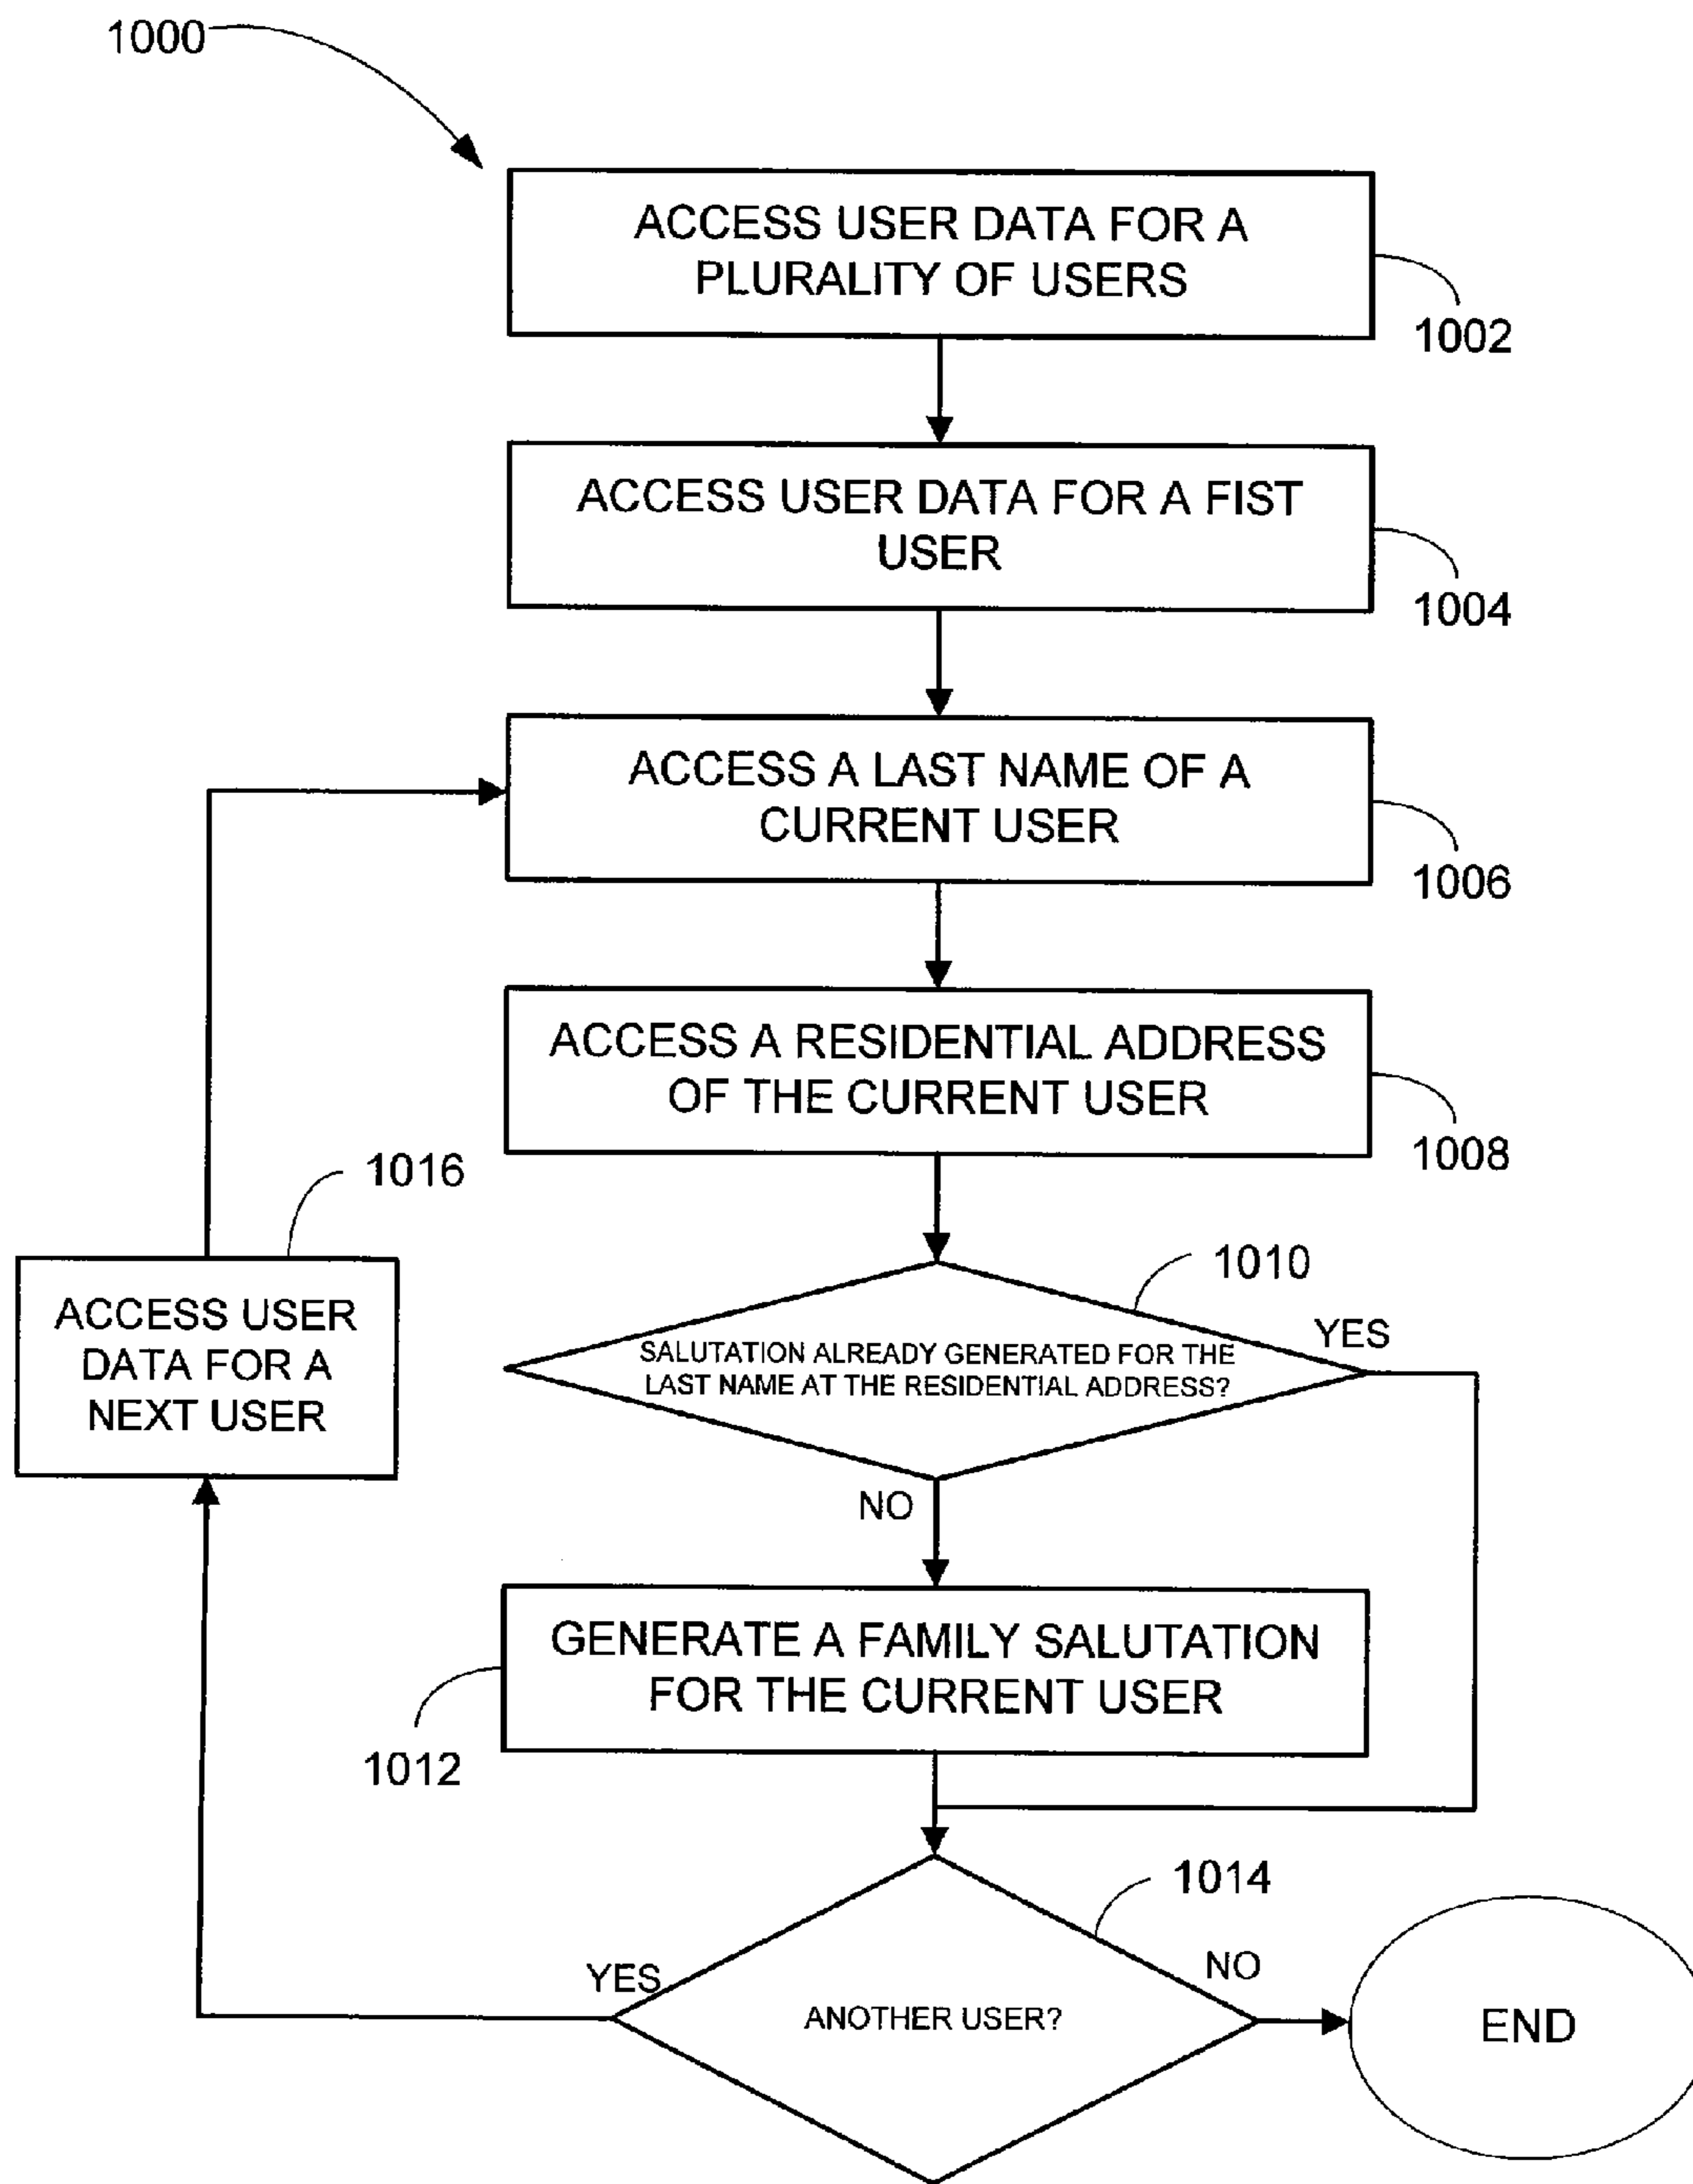 1000
ACCESS USER DATA FOR A
PLURALITY OF USERS
1002
ACCESS USER DATA FOR A FIST
USER
1004
ACCESS A LAST NAME OF A
CURRENT USER
1006
ACCESS A RESIDENTIAL ADDRESS
OF THE CURRENT USER
1008
1016
ACCESS USER
DATA FOR A
NEXT USER
1010
YES
SALUTATION ALREADY GENERATED FOR THE
LAST NAME AT THE RESIDENTIAL ADDRESS?
NO
GENERATE A FAMILY SALUTATION
FOR THE CURRENT USER
1012
1014
YES
NO
ANOTHER USER?
END